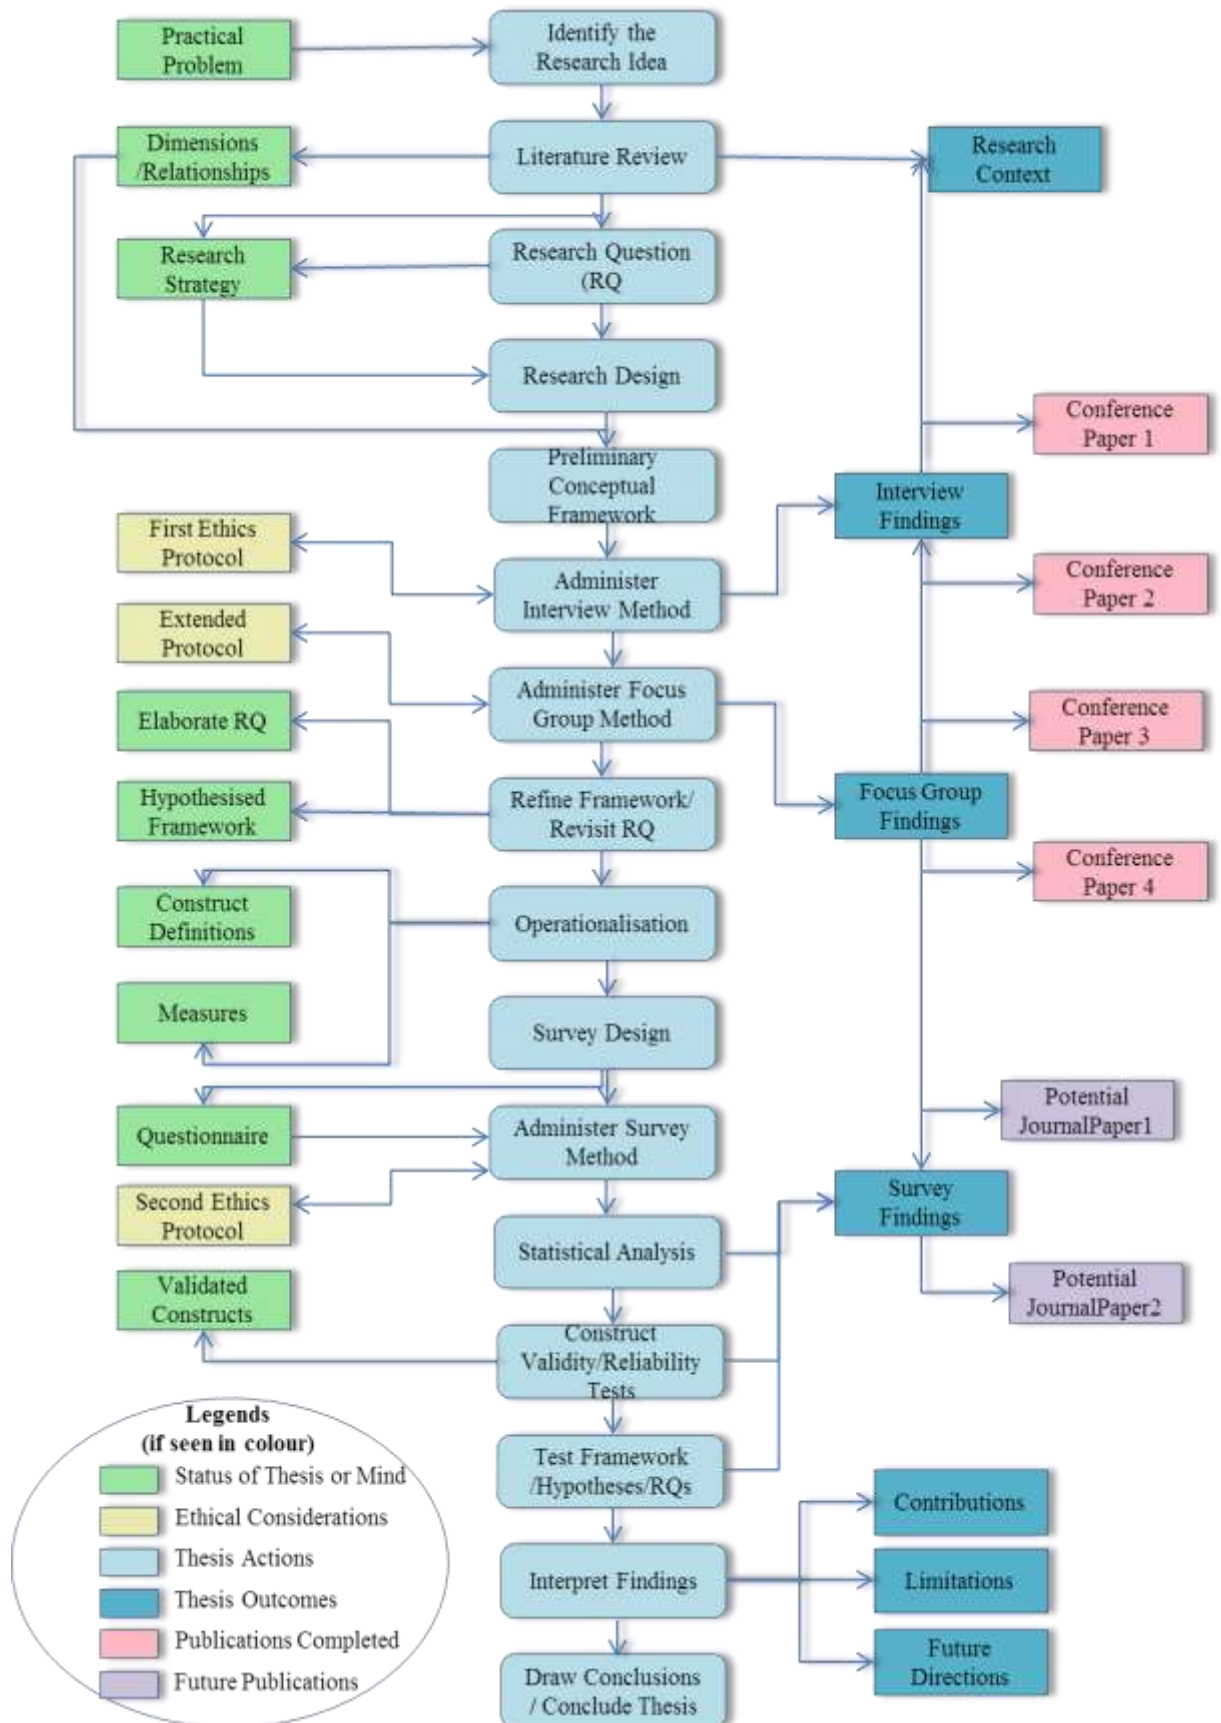 Practical
Problem
Identify the
Research Idea
Dimensions
/Relationships
Literature Review
Research
Context
Research
Strategy
Research Question
(RQ
Research Design
Conference
Paper 1
Preliminary
Conceptual
Framework
Interview
Findings
First Ethics
Protocol
Administer
Interview Method
Conference
Paper 2
Extended
Protocol
Administer Focus
Group Method
Elaborate RQ
Conference
Paper 3
Hypothesised
Framework
Refine Framework/
Revisit RQ
Focus Group
Findings
Conference
Paper 4
Construct
Definitions
Operationalisation
Measures
Survey Design
Potential
JournalPaper1
Questionnaire
Administer Survey
Method
Second Ethics
Protocol
Survey
Findings
Statistical Analysis
Validated
Constructs
Potential
JournalPaper2
Construct
Validity/Reliability
Tests
Test Framework
/Hypotheses/RQs
Contributions
Interpret Findings
Limitations
Future
Directions
Draw Conclusions
/ Conclude Thesis
Legends
(if seen in colour)
Status of Thesis or Mind
Ethical Considerations
Thesis Actions
Thesis Outcomes
Publications Completed
Future Publications